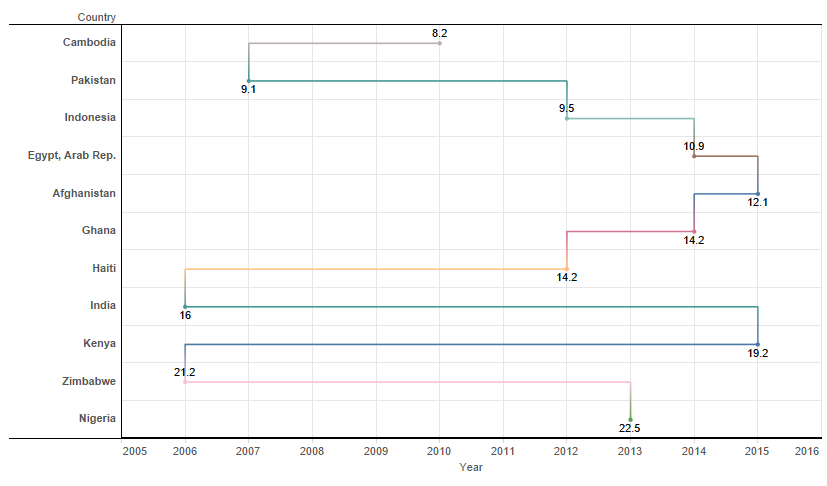 Country
Cambodia
8.2
Pakistan
9.1
Indonesia
9.5
Egypt, Arab Rep.
10.9
Afghanistan
12.1
Ghana
14.2
Haiti
14.2
India
16
Kenya
19.2
Zimbabwe
21.2
Nigeria
22.5
2005 2006 2007 2008 2009 2010 2011 2012 2013 2014 2015 2016
Year